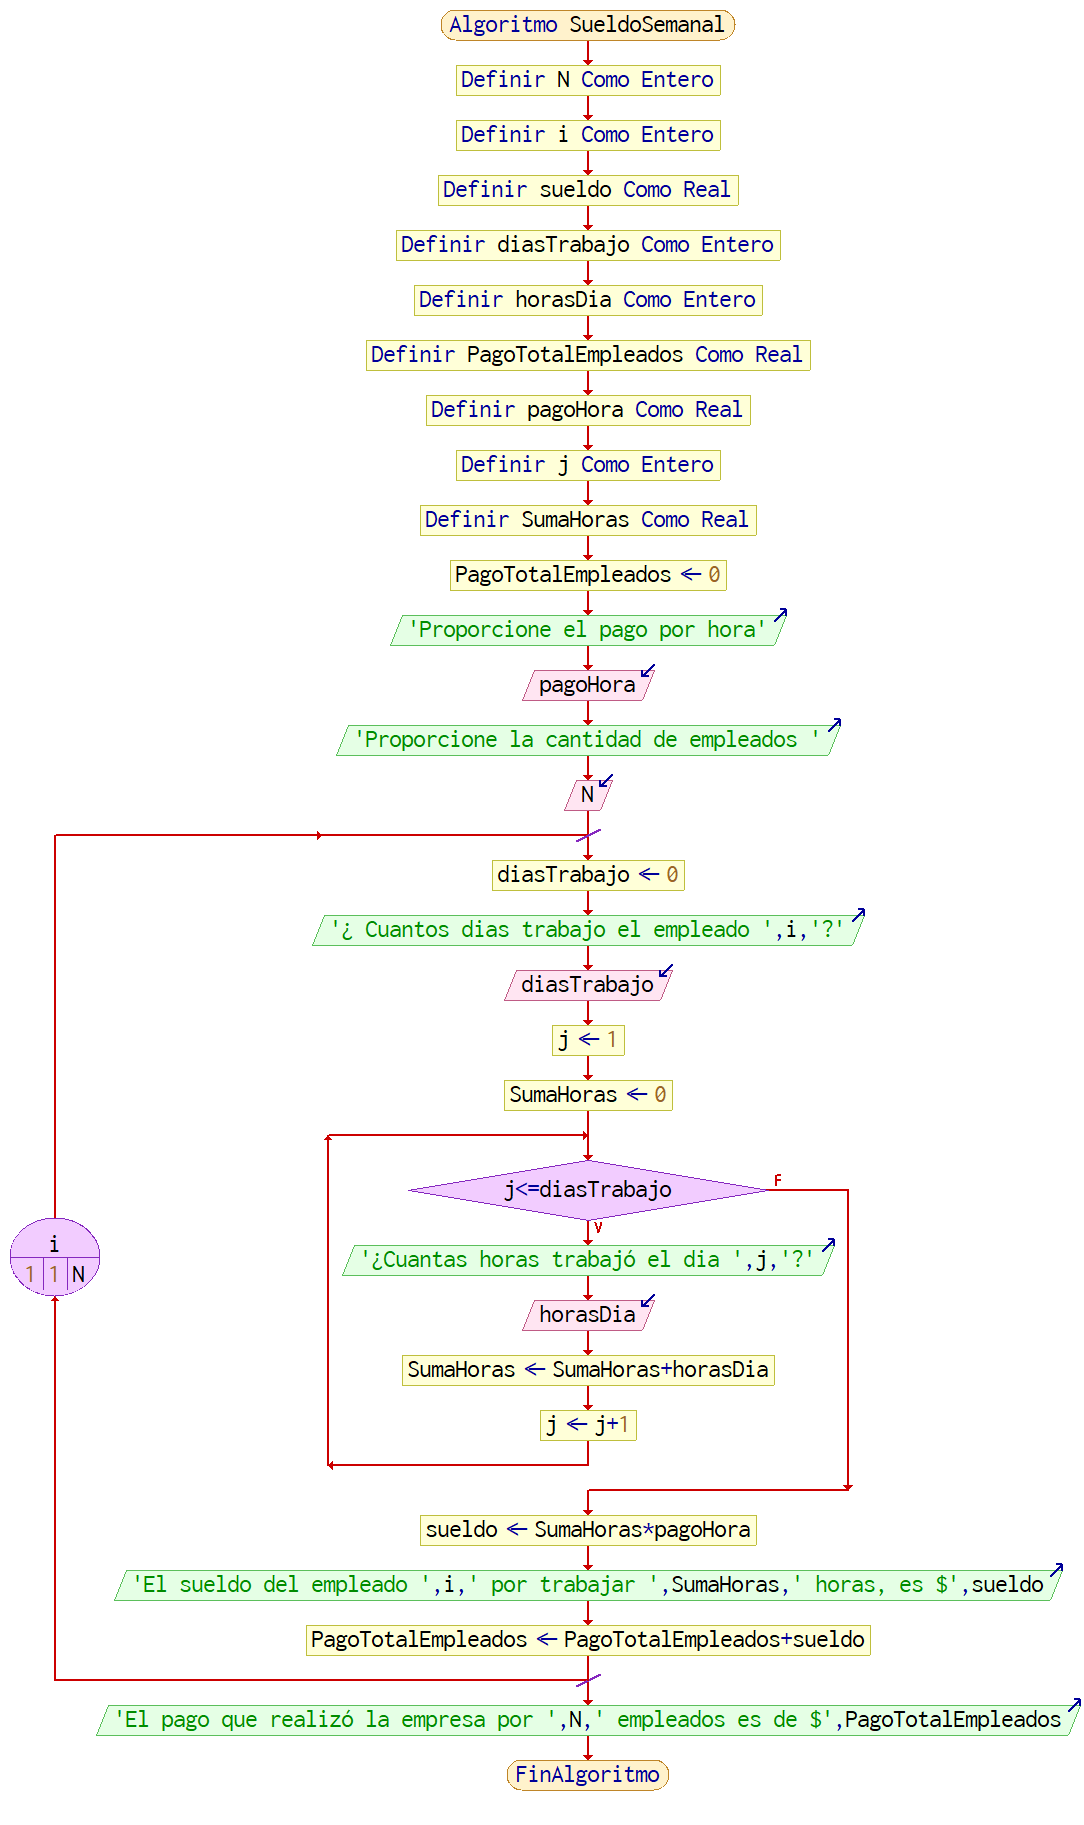 Algoritmo SueldoSemanal
Definir N Como Entero
Definir i Como Entero
Definir sueldo Como Real
Definir diasTrabajo Como Entero
Definir horasDia Como Entero
Definir PagoTotalEmpleados Como Real
Definir pagoHora Como Real
Definir j Como Entero
Definir SumaHoras Como Real
PagoTotalEmpleados ← 0
'Proporcione el pago por hora'
pagoHora
'Proporcione la cantidad de empleados '
N
diasTrabajo ← 0
'¿ Cuantos dias trabajo el empleado ',i,'?'
diasTrabajo
j ← 1
SumaHoras ← 0
j<=diasTrabajo
F
V
'¿Cuantas horas trabajó el dia ',j,'?'
i
1 1 N
horasDia
SumaHoras ← SumaHoras+horasDia
j ← j+1
sueldo ← SumaHoras*pagoHora
'El sueldo del empleado ',i,' por trabajar ',SumaHoras,' horas, es $',sueldo
PagoTotalEmpleados ← PagoTotalEmpleados+sueldo
'El pago que realizó la empresa por ',N,' empleados es de $',PagoTotalEmpleados
FinAlgoritmo